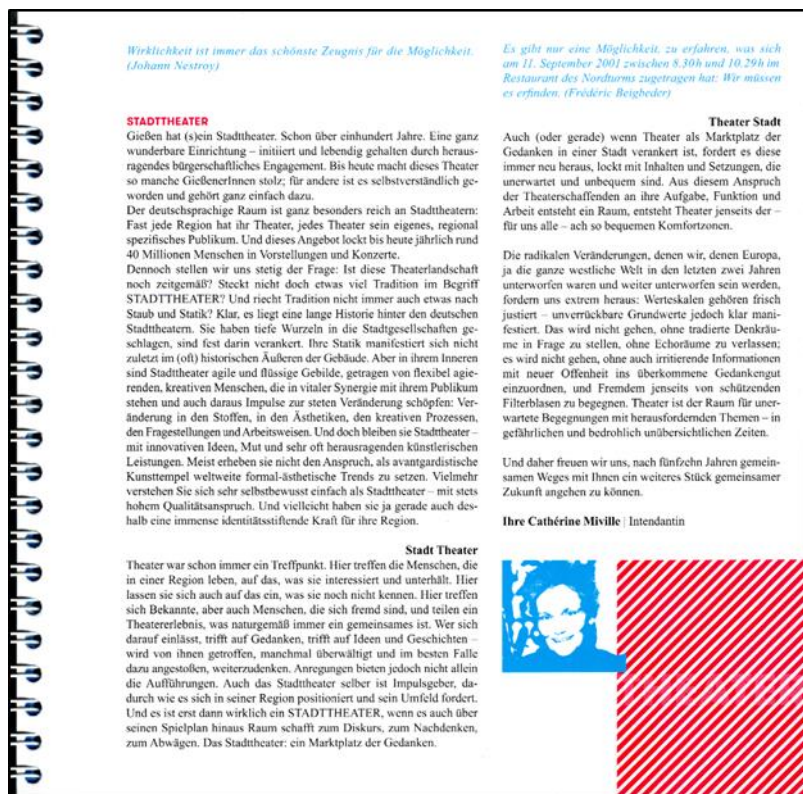 Wirklichkeit ist immer das schönste Zeugnis für die Möglichkeit.
(Johann Nestroy)
STADTTHEATER
Gießen hat (s)ein Stadttheater. Schon über einhundert Jahre. Eine ganz
wunderbare Einrichtung – initiiert und lebendig gehalten durch heraus-
ragendes bürgerschaftliches Engagement. Bis heute macht dieses Theater
so manche GießenerInnen stolz; für andere ist es selbstverständlich ge-
worden und gehört ganz einfach dazu.
Der deutschsprachige Raum ist ganz besonders reich an Stadttheatern:
Fast jede Region hat ihr Theater, jedes Theater sein eigenes, regional
spezifisches Publikum. Und dieses Angebot lockt bis heute jährlich rund
40 Millionen Menschen in Vorstellungen und Konzerte.
Dennoch stellen wir uns stetig der Frage: Ist diese Theaterlandschaft
noch zeitgemäß? Steckt nicht doch etwas viel Tradition im Begriff
STADTTHEATER? Und riecht Tradition nicht immer auch etwas nach
Staub und Statik? Klar, es liegt eine lange Historie hinter den deutschen
Stadttheatern. Sie haben tiefe Wurzeln in die Stadtgesellschaften ge-
schlagen, sind fest darin verankert. Ihre Statik manifestiert sich nicht
zuletzt im (oft) historischen Äußeren der Gebäude. Aber in ihrem Inneren
sind Stadttheater agile und flüssige Gebilde, getragen von flexibel agie-
renden, kreativen Menschen, die in vitaler Synergie mit ihrem Publikum
stehen und auch daraus Impulse zur steten Veränderung schöpfen: Ver-
änderung in den Stoffen, in den Ästhetiken, den kreativen Prozessen,
den Fragestellungen und Arbeitsweisen. Und doch bleiben sie Stadttheater –
mit innovativen Ideen, Mut und sehr oft herausragenden künstlerischen
Leistungen. Meist erheben sie nicht den Anspruch, als avantgardistische
Kunsttempel weltweite formal-ästhetische Trends zu setzen. Vielmehr
verstehen Sie sich sehr selbstbewusst einfach als Stadttheater – mit stets
hohem Qualitätsanspruch. Und vielleicht haben sie ja gerade auch des-
halb eine immense identitätsstiftende Kraft für ihre Region.
Stadt Theater
Theater war schon immer ein Treffpunkt. Hier treffen die Menschen, die
in einer Region leben, auf das, was sie interessiert und unterhält. Hier
lassen sie sich auch auf das ein, was sie noch nicht kennen. Hier treffen
sich Bekannte, aber auch Menschen, die sich fremd sind, und teilen ein
Theatererlebnis, was naturgemäß immer ein gemeinsames ist. Wer sich
darauf einlässt, trifft auf Gedanken, trifft auf Ideen und Geschichten –
wird von ihnen getroffen, manchmal überwältigt und im besten Falle
dazu angestoßen, weiterzudenken. Anregungen bieten jedoch nicht allein
die Aufführungen. Auch das Stadttheater selber ist Impulsgeber, da-
durch wie es sich in seiner Region positioniert und sein Umfeld fordert.
Und es ist erst dann wirklich ein STADTTHEATER, wenn es auch über
seinen Spielplan hinaus Raum schafft zum Diskurs, zum Nachdenken,
zum Abwägen. Das Stadttheater: ein Marktplatz der Gedanken.
Es gibt nur eine Möglichkeit, zu erfahren, was sich
am 11. September 2001 zwischen 8.30h und 10.29h im
Restaurant des Nordturms zugetragen hat: Wir müssen
es erfinden. (Frédéric Beigbeder)
Theater Stadt
Auch (oder gerade) wenn Theater als Marktplatz der
Gedanken in einer Stadt verankert ist, fordert es diese
immer neu heraus, lockt mit Inhalten und Setzungen, die
unerwartet und unbequem sind. Aus diesem Anspruch
der Theaterschaffenden an ihre Aufgabe, Funktion und
Arbeit entsteht ein Raum, entsteht Theater jenseits der –
für uns alle – ach so bequemen Komfortzonen.
Die radikalen Veränderungen, denen wir, denen Europa,
ja die ganze westliche Welt in den letzten zwei Jahren
unterworfen waren und weiter unterworfen sein werden,
fordern uns extrem heraus: Werteskalen gehören frisch
justiert – unverrückbare Grundwerte jedoch klar mani-
festiert. Das wird nicht gehen, ohne tradierte Denkräu-
me in Frage zu stellen, ohne Echoräume zu verlassen;
es wird nicht gehen, ohne auch irritierende Informationen
mit neuer Offenheit ins überkommene Gedankengut
einzuordnen, und Fremdem jenseits von schützenden
Filterblasen zu begegnen. Theater ist der Raum für uner-
wartete Begegnungen mit herausfordernden Themen – in
gefährlichen und bedrohlich unübersichtlichen Zeiten.
Und daher freuen wir uns, nach fünfzehn Jahren gemein-
samen Weges mit Ihnen ein weiteres Stück gemeinsamer
Zukunft angehen zu können.
Ihre Cathérine Miville | Intendantin